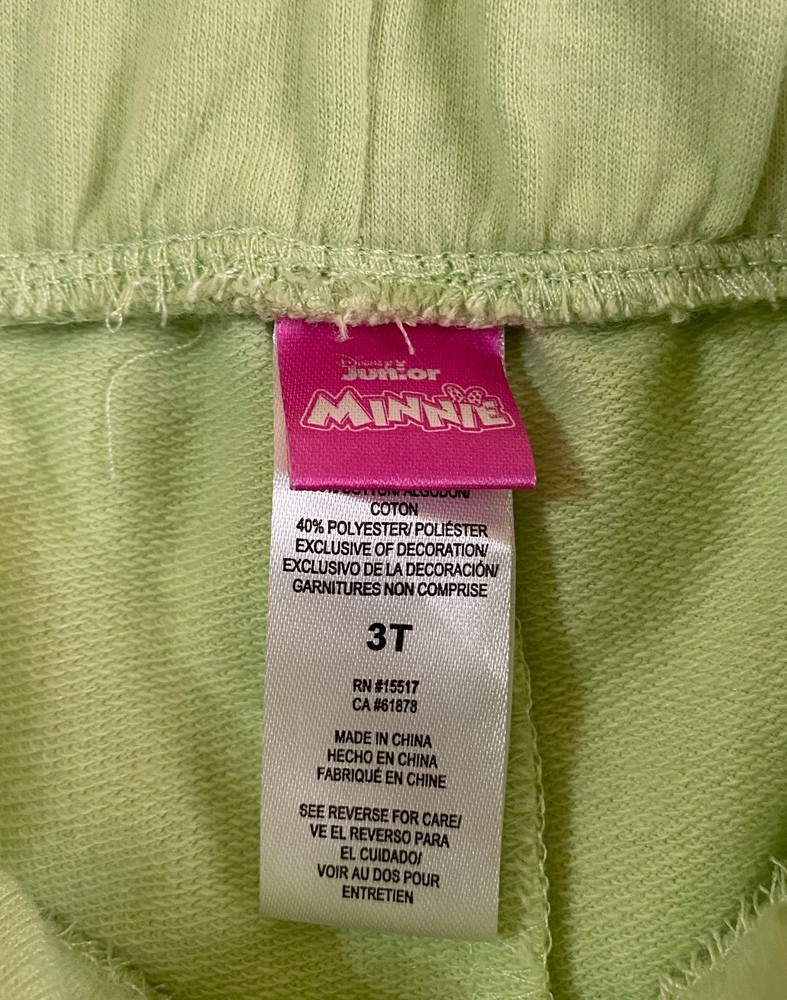 Disney
Junior
MINNIE
COTTON/ ALGODON/
COTON
40% POLYESTER/ POLIÉSTER
EXCLUSIVE OF DECORATION/
EXCLUSIVO DE LA DECORACIÓN/
GARNITURES NON COMPRISE
3T
RN #15517
CA #61878
MADE IN CHINA
HECHO EN CHINA
FABRIQUÉ EN CHINE
SEE REVERSE FOR CARE/
VE EL REVERSO PARA
EL CUIDADO/
VOIR AU DOS POUR
ENTRETIEN